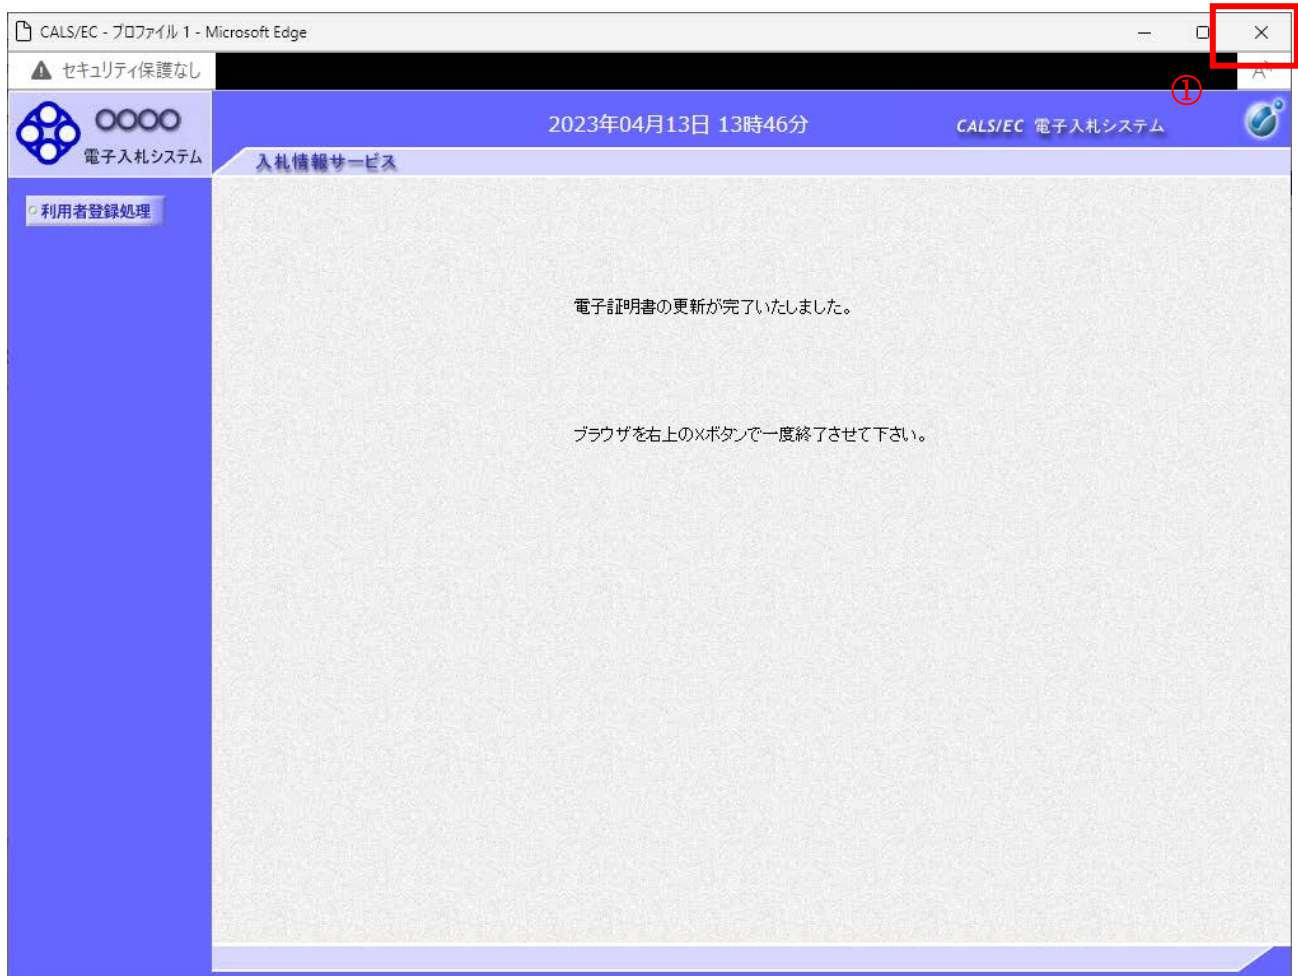 CALS/EC - プロファイル 1 - Microsoft Edge
セキュリティ保護なし
A
①
〇〇〇〇
電子入札システム
2023年04月13日 13時46分
CALS/EC 電子入札システム
入札情報サービス
利用者登録処理
電子証明書の更新が完了いたしました。
ブラウザを右上の×ボタンで一度終了させて下さい。